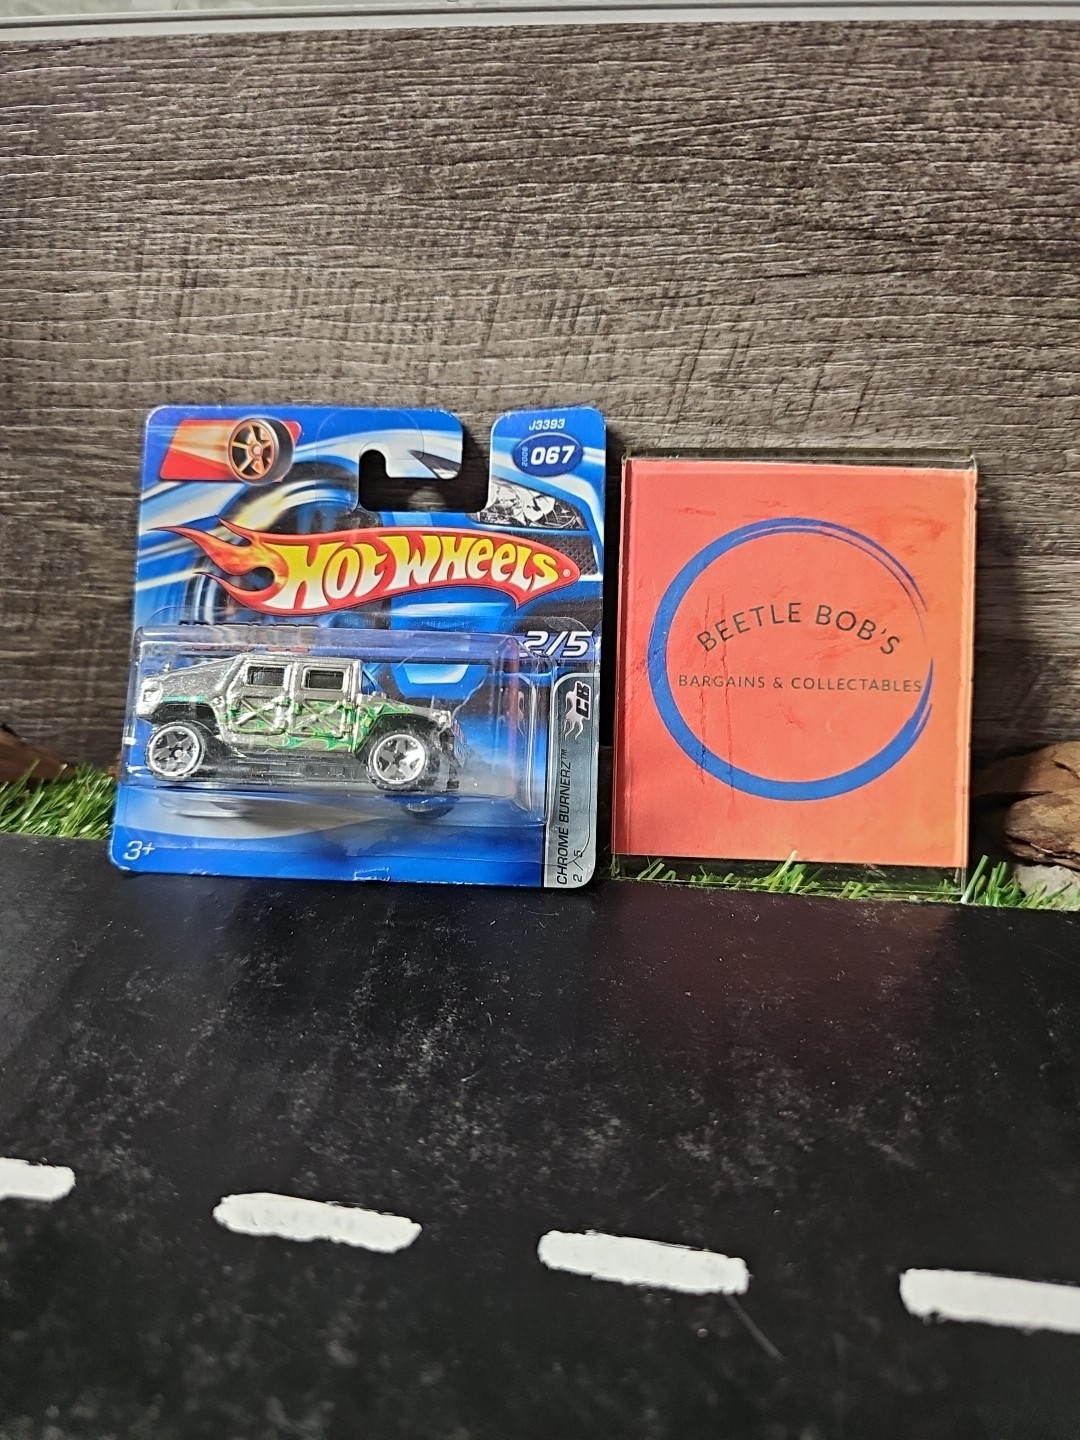 J3393
2006
067
HOT WHEELS
2/5
CB
CHROME BURNERZ™
2/5
3+
BEETLE BOB'S
BARGAINS & COLLECTABLES